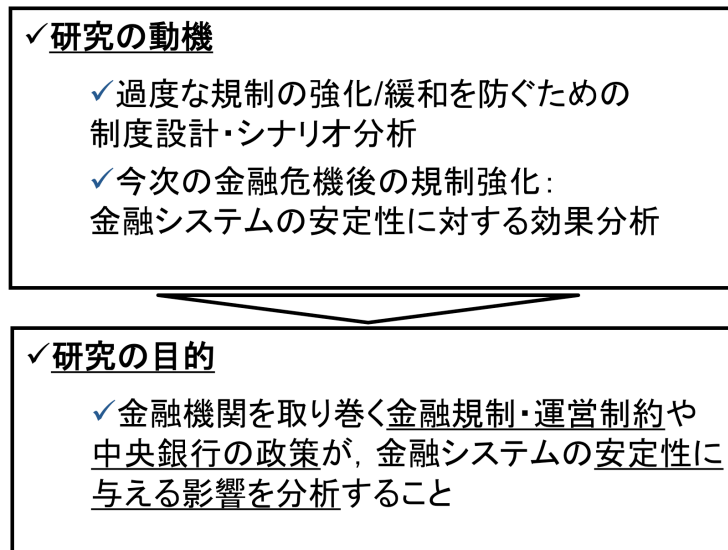 ✓研究の動機
✓過度な規制の強化/緩和を防ぐための
制度設計・シナリオ分析
✓今次の金融危機後の規制強化：
金融システムの安定性に対する効果分析
✓研究の目的
✓金融機関を取り巻く金融規制・運営制約や
中央銀行の政策が，金融システムの安定性に
与える影響を分析すること